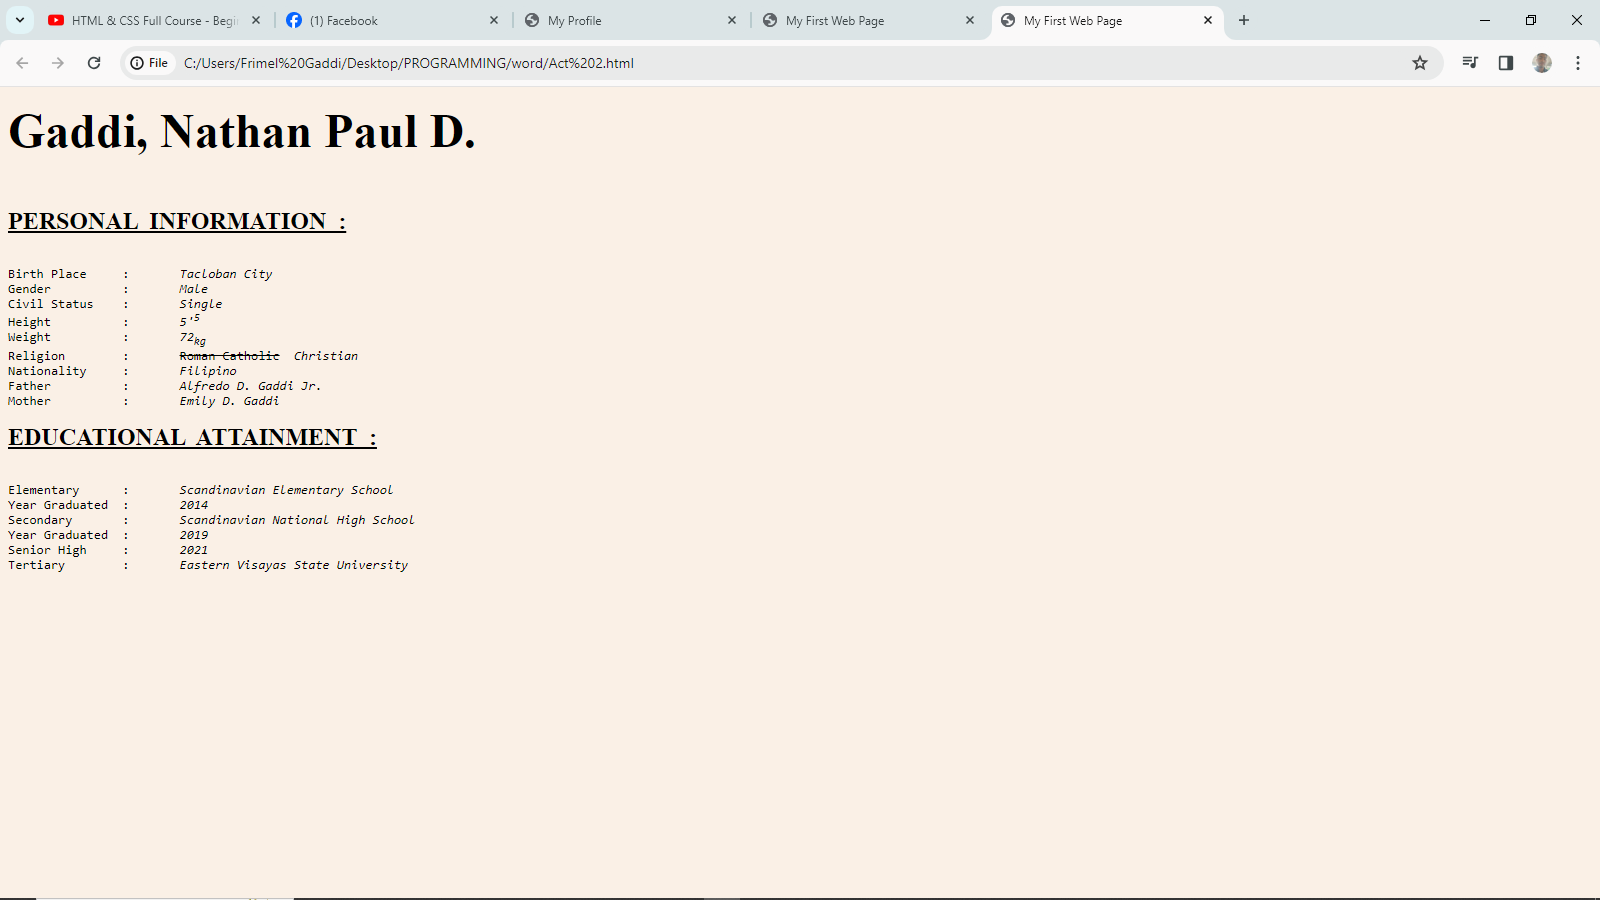 HTML & CSS Full Course - Begi
(1) Facebook
My Profile
My First Web Page
My First Web Page
File
C:/Users/Frimel%20Gaddi/Desktop/PROGRAMMING/word/Act%202.html
Gaddi, Nathan Paul D.
PERSONAL INFORMATION :
Birth Place : Tacloban City
Gender : Male
Civil Status : Single
Height : 5'5
Weight : 72kg
Religion : Roman Catholic Christian
Nationality : Filipino
Father : Alfredo D. Gaddi Jr.
Mother : Emily D. Gaddi
EDUCATIONAL ATTAINMENT :
Elementary : Scandinavian Elementary School
Year Graduated : 2014
Secondary : Scandinavian National High School
Year Graduated : 2019
Senior High : 2021
Tertiary : Eastern Visayas State University